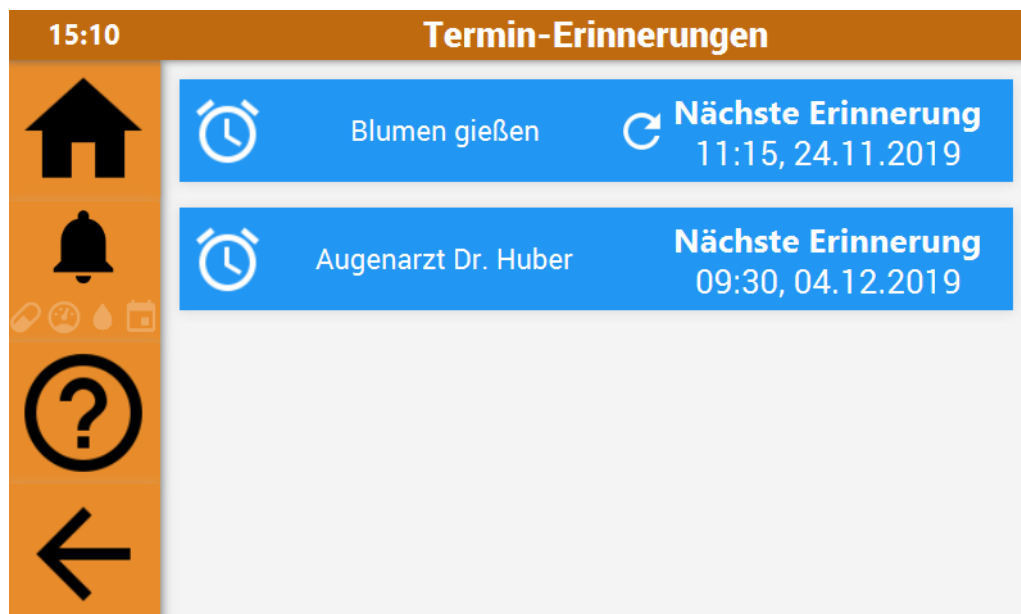 15:10
Termin-Erinnerungen
Blumen gießen
Nächste Erinnerung
11:15, 24.11.2019
Augenarzt Dr. Huber
Nächste Erinnerung
09:30, 04.12.2019
?